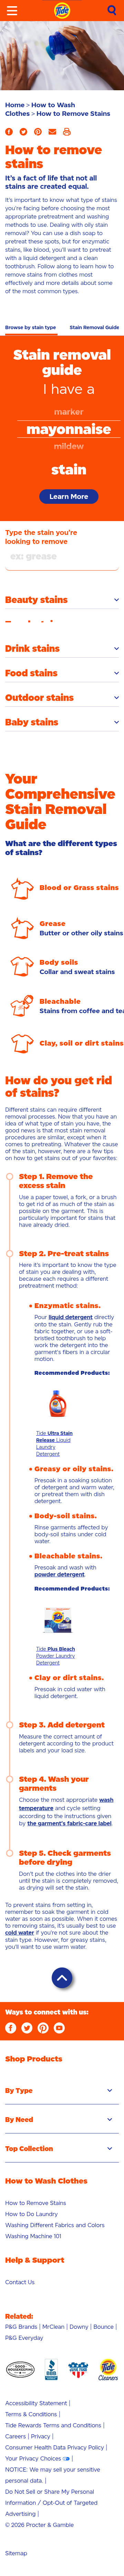 Tide
Home > How to Wash
Clothes > How to Remove Stains
How to remove
stains
It's a fact of life that not all
stains are created equal.
It's important to know what type of stains
you're facing before choosing the most
appropriate pretreatment and washing
methods to use. Dealing with oily stain
removal? You can use a dish soap to
pretreat these spots, but for enzymatic
stains, like blood, you'll want to pretreat
with a liquid detergent and a clean
toothbrush. Follow along to learn how to
remove stains from clothes more
effectively and more details about some of
the most common types.
Browse by stain type Stain Removal Guide
Stain removal
guide
I have a
marker
mayonnaise
mildew
stain
Learn More
Type the stain you're
looking to remove
ex: grease
Beauty stains
Drink stains
Food stains
Outdoor stains
Baby stains
Your
Comprehensive
Stain Removal
Guide
What are the different types
of stains?
Blood or Grass stains
Grease
Butter or other oily stains
Body soils
Collar and sweat stains
Bleachable
Stains from coffee and tea
Clay, soil or dirt stains
How do you get rid
of stains?
Different stains can require different
removal processes. Now that you have an
idea of what type of stain you have, the
good news is that most stain removal
procedures are similar, except when it
comes to pretreating. Whatever the cause
of the stain, however, here are a few tips
on how to get stains out of your favorites:
Step 1. Remove the
excess stain
Use a paper towel, a fork, or a brush
to get rid of as much of the stain as
possible on the garment. This is
particularly important for stains that
have already dried.
Step 2. Pre-treat stains
Here it's important to know the type
of stain you are dealing with,
because each requires a different
pretreatment method:
Enzymatic stains.
Pour liquid detergent directly
onto the stain. Gently rub the
fabric together, or use a soft-
bristled toothbrush to help
work the detergent into the
garment's fibers in a circular
motion.
Recommended Products:
Tide Ultra Stain
Release Liquid
Laundry
Detergent
Greasy or oily stains.
Presoak in a soaking solution
of detergent and warm water,
or pretreat them with dish
detergent.
Body-soil stains.
Rinse garments affected by
body-soil stains under cold
water.
Bleachable stains.
Presoak and wash with
powder detergent.
Recommended Products:
Tide Plus Bleach
Powder Laundry
Detergent
Clay or dirt stains.
Presoak in cold water with
liquid detergent.
Step 3. Add detergent
Measure the correct amount of
detergent according to the product
labels and your load size.
Step 4. Wash your
garments
Choose the most appropriate wash
temperature and cycle setting
according to the instructions given
by the garment's fabric-care label.
Step 5. Check garments
before drying
Don't put the clothes into the drier
until the stain is completely removed,
as drying will set the stain.
To prevent stains from setting in,
remember to soak the garment in cold
water as soon as possible. When it comes
to removing stains, it's usually best to use
cold water if you're not sure about the
stain type. However, for greasy stains,
you'll want to use warm water.
Ways to connect with us:
Shop Products
By Type
By Need
Top Collection
How to Wash Clothes
How to Remove Stains
How to Do Laundry
Washing Different Fabrics and Colors
Washing Machine 101
Help & Support
Contact Us
Related:
P&G Brands | MrClean | Downy | Bounce |
P&G Everyday
GOOD HOUSEKEEPING
BBB
Tide
Cleaners
Accessibility Statement |
Terms & Conditions |
Tide Rewards Terms and Conditions |
Careers | Privacy |
Consumer Health Data Privacy Policy |
Your Privacy Choices |
NOTICE: We may sell your sensitive
personal data. |
Do Not Sell or Share My Personal
Information / Opt-Out of Targeted
Advertising |
© 2026 Procter & Gamble
Sitemap